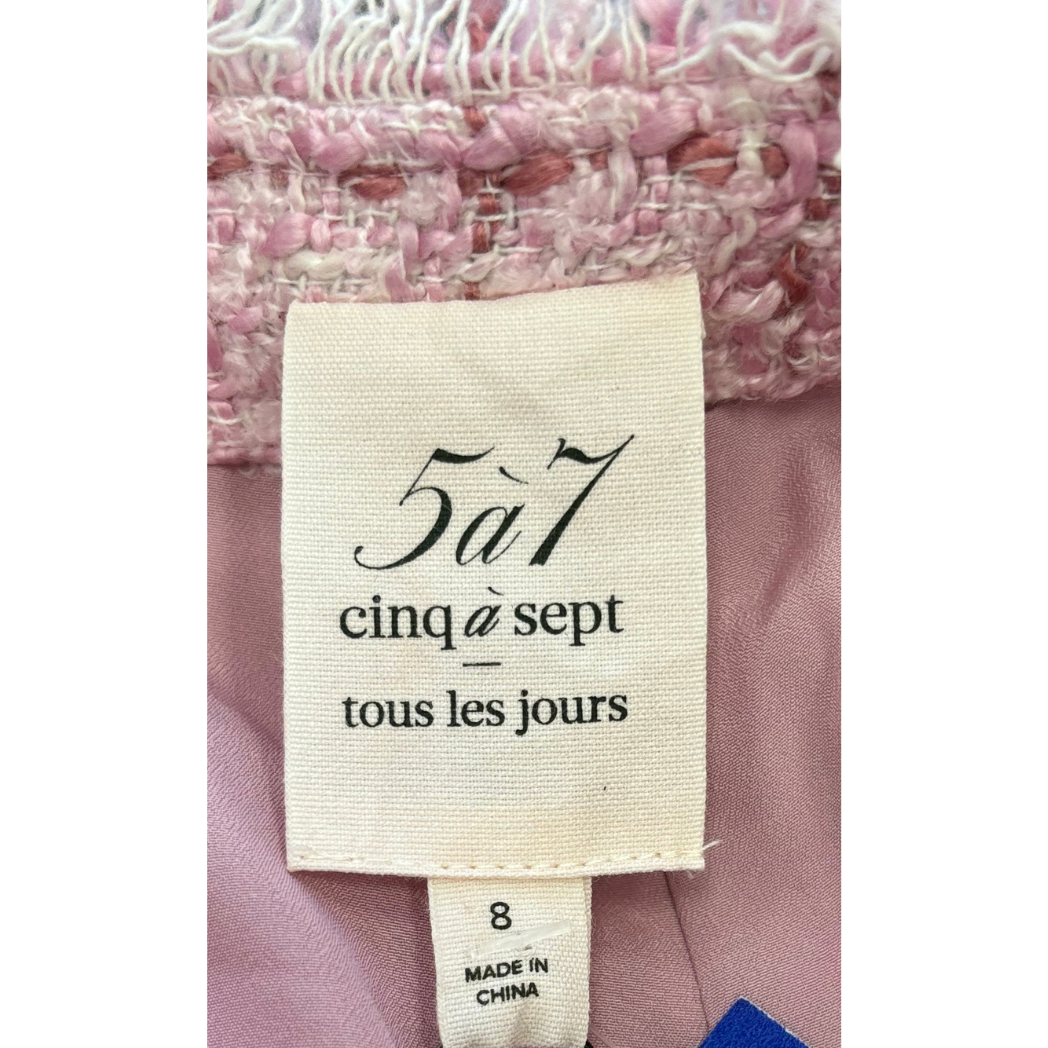 5à7
cinq à sept
—
tous les jours
8
MADE IN
CHINA